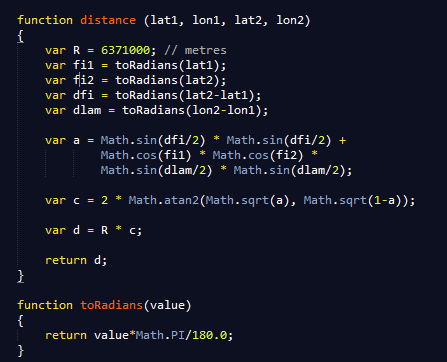 function distance (lat1, lon1, lat2, lon2)
{
    var R = 6371000; // metres
    var fi1 = toRadians(lat1);
    var fi2 = toRadians(lat2);
    var dfi = toRadians(lat2-lat1);
    var dlam = toRadians(lon2-lon1);

    var a = Math.sin(dfi/2) * Math.sin(dfi/2) +
            Math.cos(fi1) * Math.cos(fi2) *
            Math.sin(dlam/2) * Math.sin(dlam/2);

    var c = 2 * Math.atan2(Math.sqrt(a), Math.sqrt(1-a));

    var d = R * c;

    return d;
}

function toRadians(value)
{
    return value*Math.PI/180.0;
}